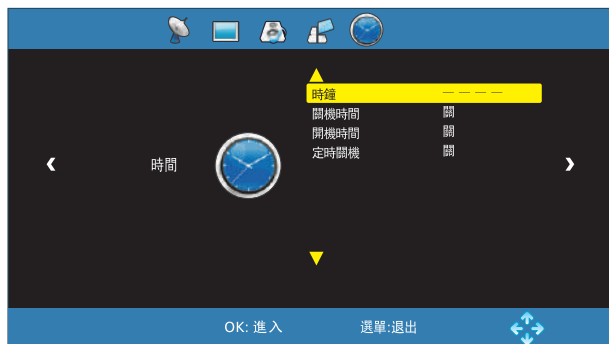 時鐘 — — — —
關機時間 關
開機時間 關
定時關機 關
時間
OK: 進入 選單:退出